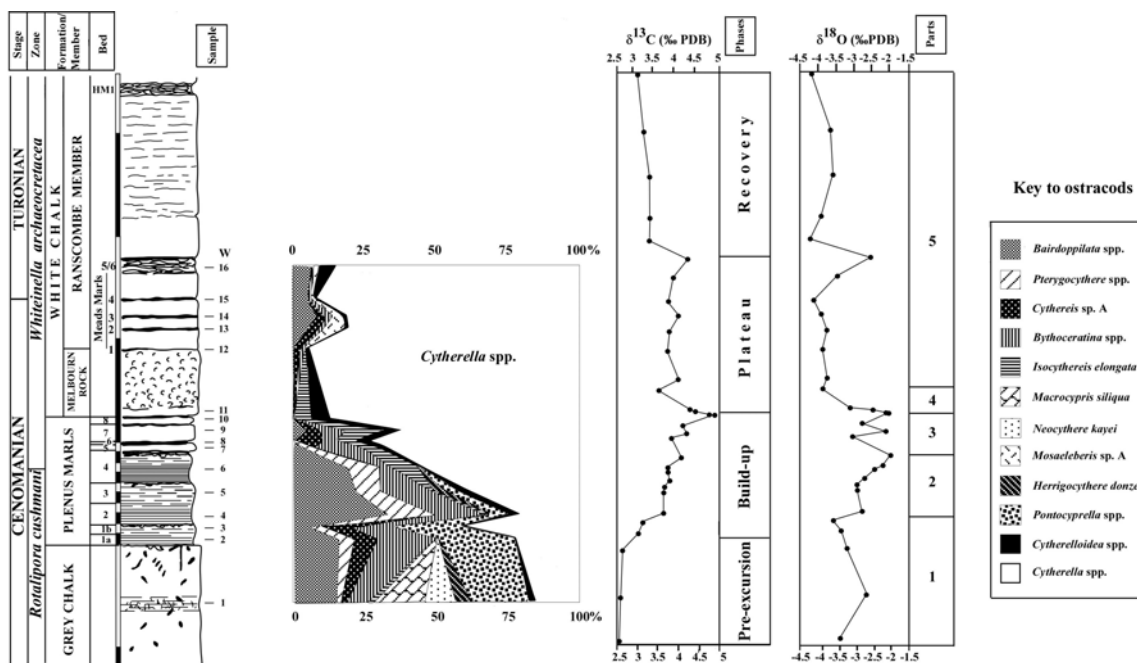 Stage
Zone
Formation/
Member
Bed
Sample
TURONIAN
CENOMANIAN
Whiteinella archaeocretacea
Rotalipora cushmani
WHITE CHALK
RANSCOMBE MEMBER
MELBOURN
ROCK
PLENUS MARLS
GREY CHALK
HM1
5/6
Meads Marls
4
3
2
1
8
7
6
5
4
3
2
1b
1a
W
16
15
14
13
12
11
10
9
8
7
6
5
4
3
2
1
0 25 50 75 100%
Cytherella spp.
0 25 50 75 100%
δ13C (‰ PDB)
2.5 3 3.5 4 4.5 5
Phases
Recovery
Plateau
Build-up
Pre-excursion
2.5 3 3.5 4 4.5 5
δ18O (‰PDB)
-4.5 -3.5 -2.5 -1.5
Parts
5
4
3
2
1
-4.5 -4 -3.5 -3 -2.5 -2 -1.5
Key to ostracods
Bairdoppilata spp.
Pterygocythere spp.
Cythereis sp. A
Bythoceratina spp.
Isocythereis elongata
Macrocypris siliqua
Neocythere kayei
Mosaeleberis sp. A
Herrigocythere donze
Pontocyprella spp.
Cytherelloidea spp.
Cytherella spp.